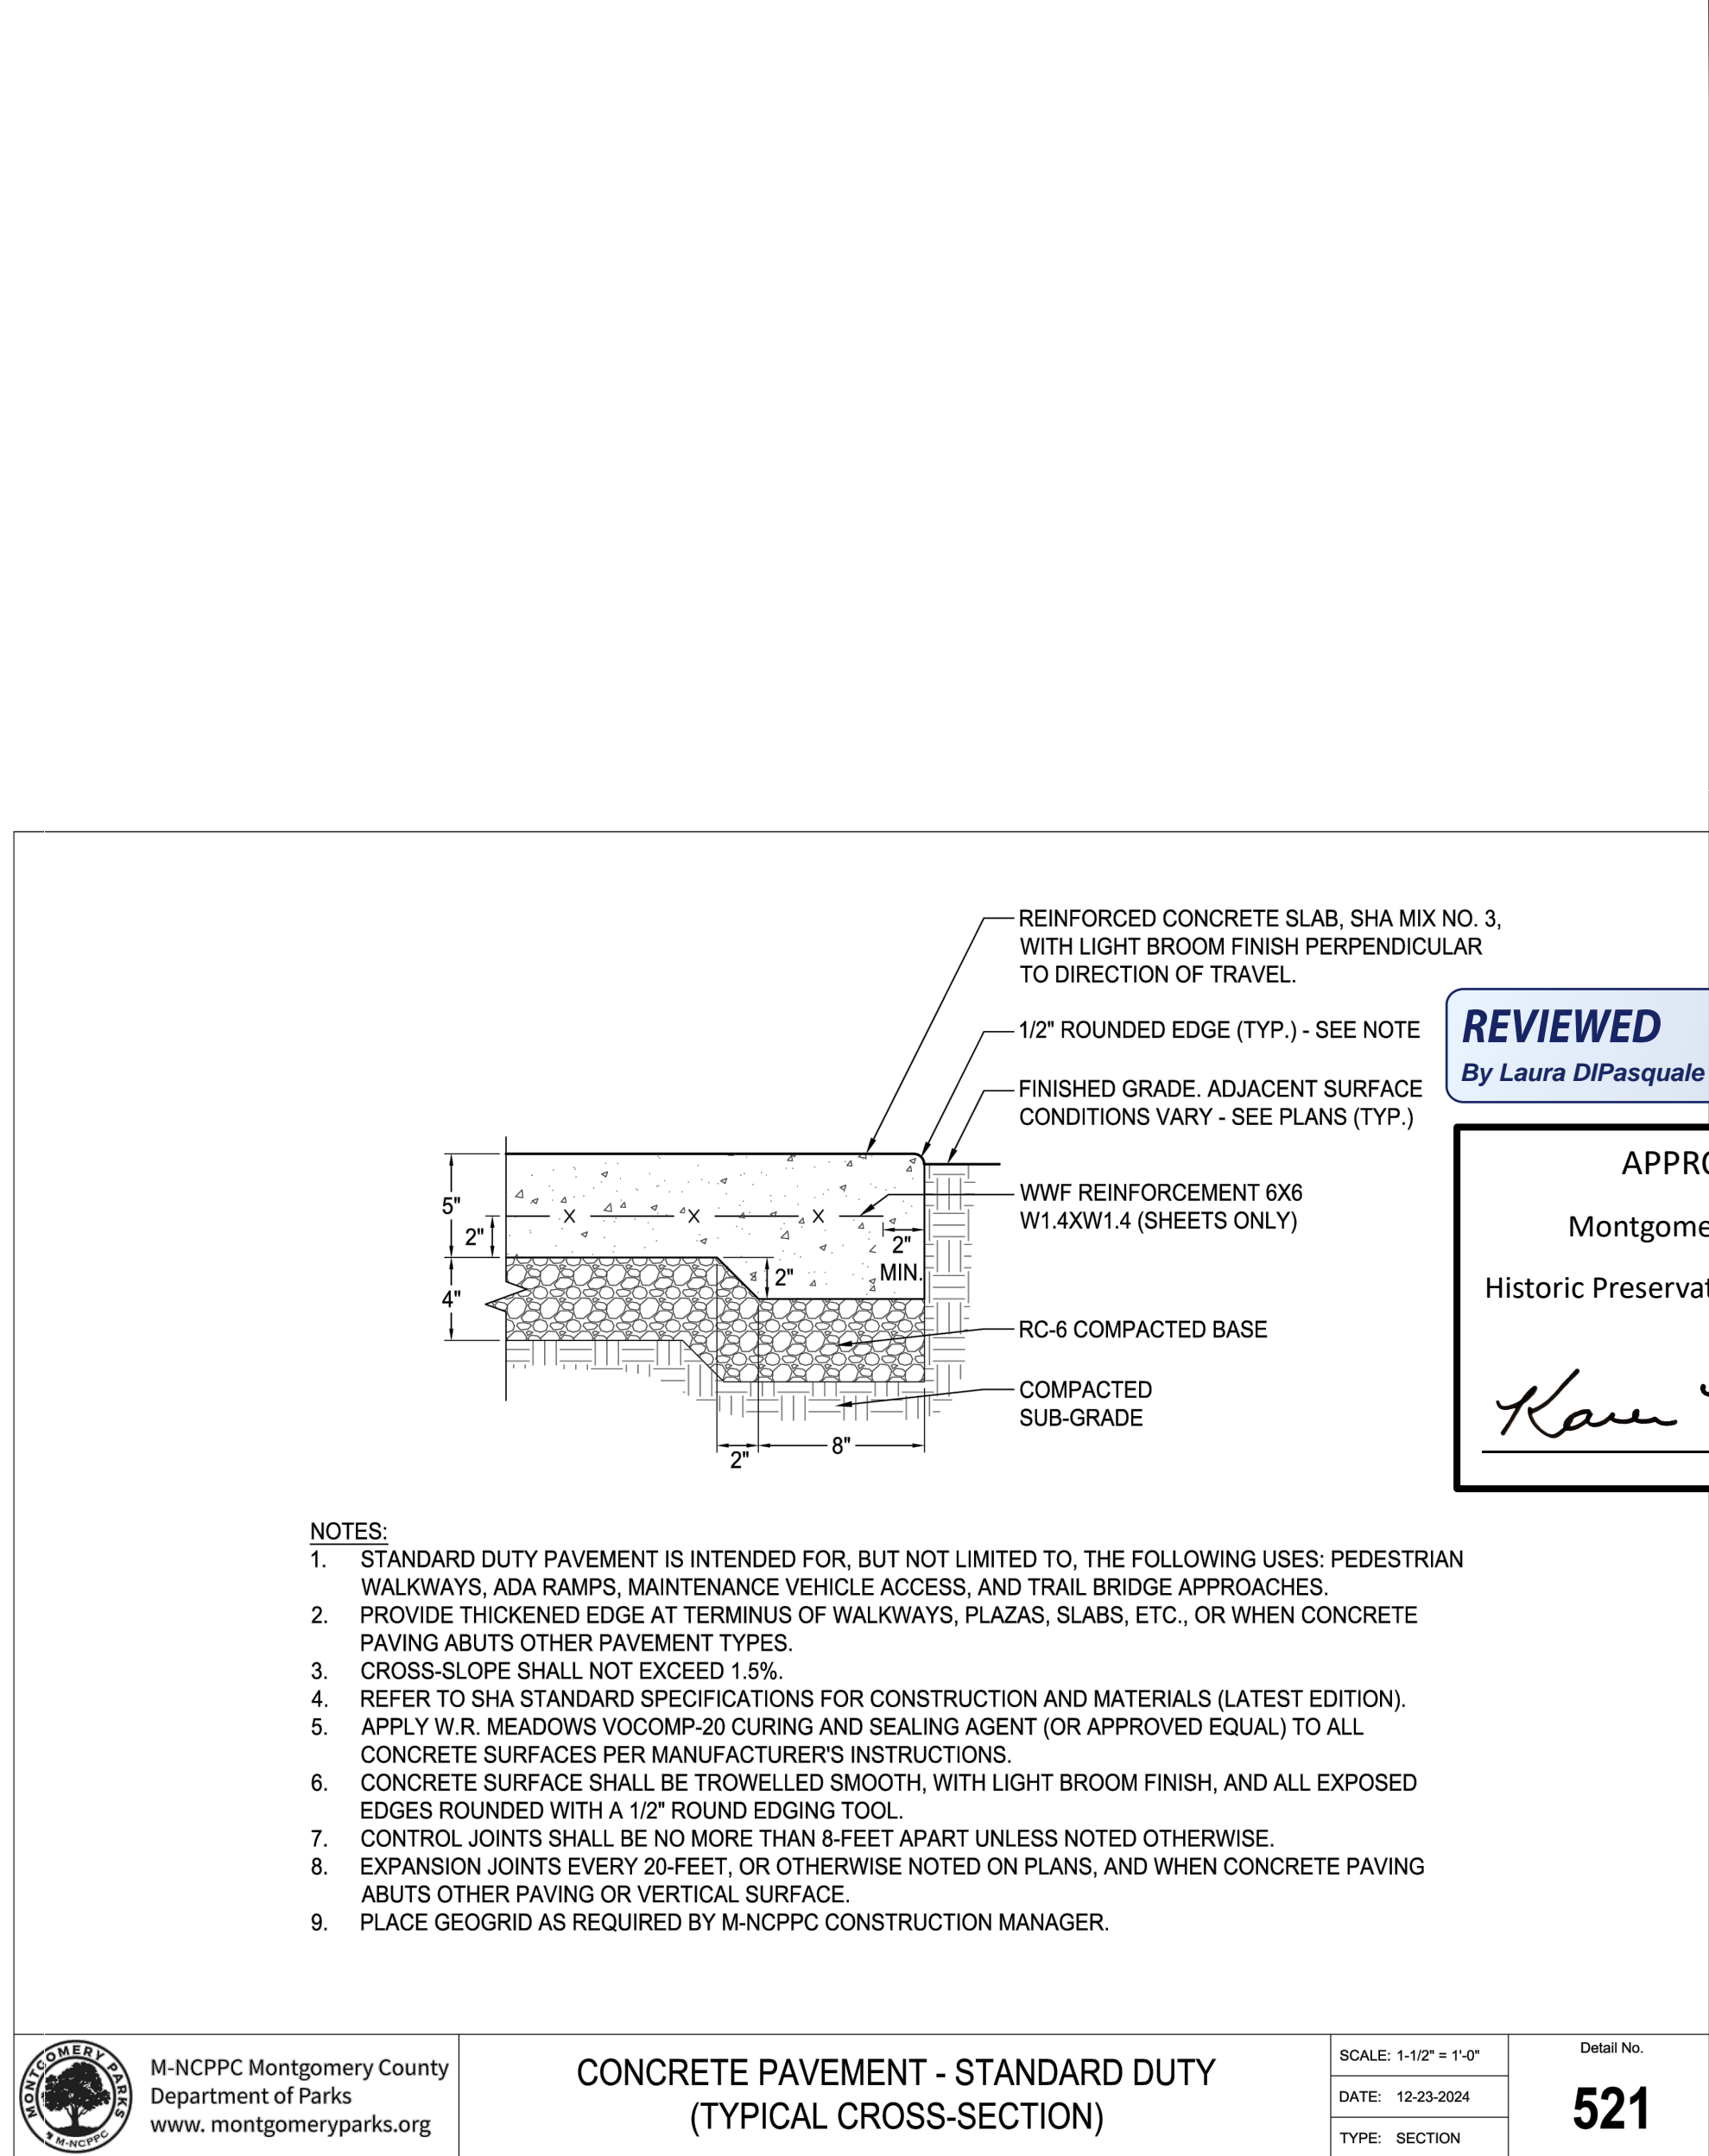 REINFORCED CONCRETE SLAB, SHA MIX NO. 3,
WITH LIGHT BROOM FINISH PERPENDICULAR
TO DIRECTION OF TRAVEL.
1/2" ROUNDED EDGE (TYP.) - SEE NOTE
FINISHED GRADE. ADJACENT SURFACE
CONDITIONS VARY - SEE PLANS (TYP.)
REVIEWED
By Laura DIPasquale
APPRO
Montgome
Historic Preservat
Karen
5"
2"
4"
X X X
2"
MIN.
2"
WWF REINFORCEMENT 6X6
W1.4XW1.4 (SHEETS ONLY)
RC-6 COMPACTED BASE
COMPACTED
SUB-GRADE
2"
8"
NOTES:
1. STANDARD DUTY PAVEMENT IS INTENDED FOR, BUT NOT LIMITED TO, THE FOLLOWING USES: PEDESTRIAN
WALKWAYS, ADA RAMPS, MAINTENANCE VEHICLE ACCESS, AND TRAIL BRIDGE APPROACHES.
2. PROVIDE THICKENED EDGE AT TERMINUS OF WALKWAYS, PLAZAS, SLABS, ETC., OR WHEN CONCRETE
PAVING ABUTS OTHER PAVEMENT TYPES.
3. CROSS-SLOPE SHALL NOT EXCEED 1.5%.
4. REFER TO SHA STANDARD SPECIFICATIONS FOR CONSTRUCTION AND MATERIALS (LATEST EDITION).
5. APPLY W.R. MEADOWS VOCOMP-20 CURING AND SEALING AGENT (OR APPROVED EQUAL) TO ALL
CONCRETE SURFACES PER MANUFACTURER'S INSTRUCTIONS.
6. CONCRETE SURFACE SHALL BE TROWELLED SMOOTH, WITH LIGHT BROOM FINISH, AND ALL EXPOSED
EDGES ROUNDED WITH A 1/2" ROUND EDGING TOOL.
7. CONTROL JOINTS SHALL BE NO MORE THAN 8-FEET APART UNLESS NOTED OTHERWISE.
8. EXPANSION JOINTS EVERY 20-FEET, OR OTHERWISE NOTED ON PLANS, AND WHEN CONCRETE PAVING
ABUTS OTHER PAVING OR VERTICAL SURFACE.
9. PLACE GEOGRID AS REQUIRED BY M-NCPPC CONSTRUCTION MANAGER.
MONTGOMERY PARKS
M-NCPPC
M-NCPPC Montgomery County
Department of Parks
www. montgomeryparks.org
CONCRETE PAVEMENT - STANDARD DUTY
(TYPICAL CROSS-SECTION)
SCALE: 1-1/2" = 1'-0"
DATE: 12-23-2024
TYPE: SECTION
Detail No.
521